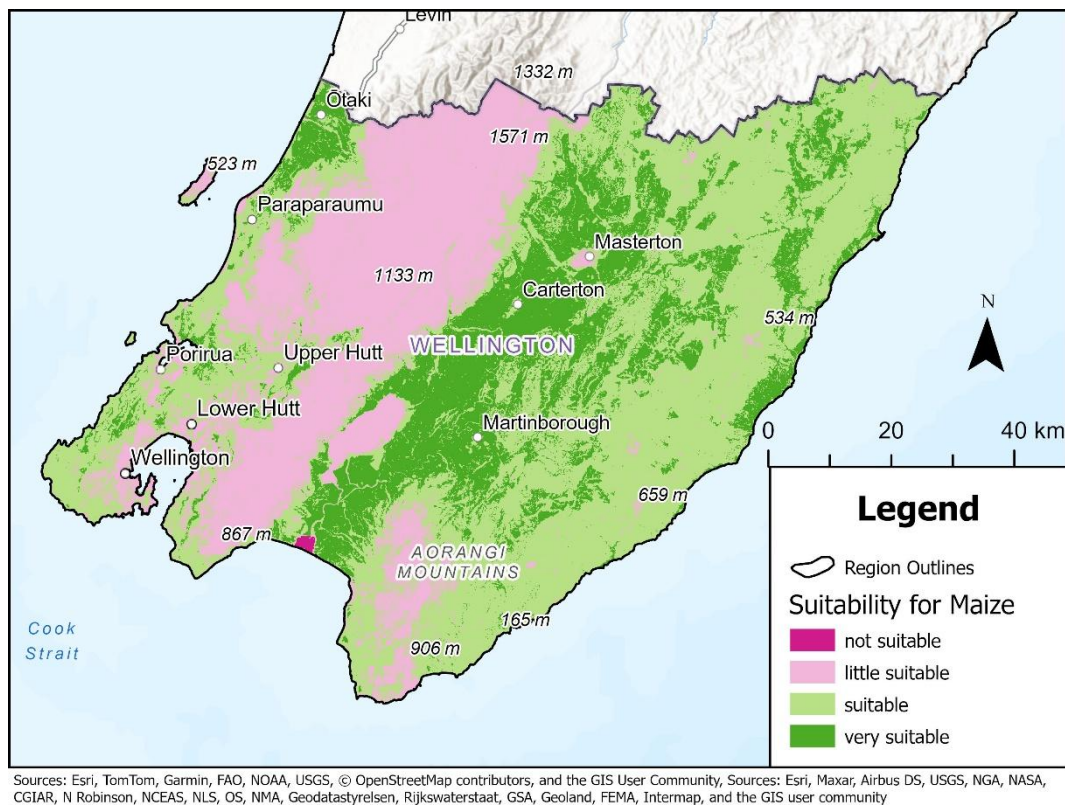 Levin
1332 m
Otaki
1571 m
523 m
Paraparaumu
Masterton
1133 m
Carterton
534 m
N
WELLINGTON
Porirua
Upper Hutt
Lower Hutt
Martinborough
0 20 40 km
Wellington
659 m
867 m
AORANGI
MOUNTAINS
165 m
906 m
Cook
Strait
Legend
Region Outlines
Suitability for Maize
not suitable
little suitable
suitable
very suitable
Sources: Esri, TomTom, Garmin, FAO, NOAA, USGS, © OpenStreetMap contributors, and the GIS User Community, Sources: Esri, Maxar, Airbus DS, USGS, NGA, NASA,
CGIAR, N Robinson, NCEAS, NLS, OS, NMA, Geodatastyrelsen, Rijkswaterstaat, GSA, Geoland, FEMA, Intermap, and the GIS user community